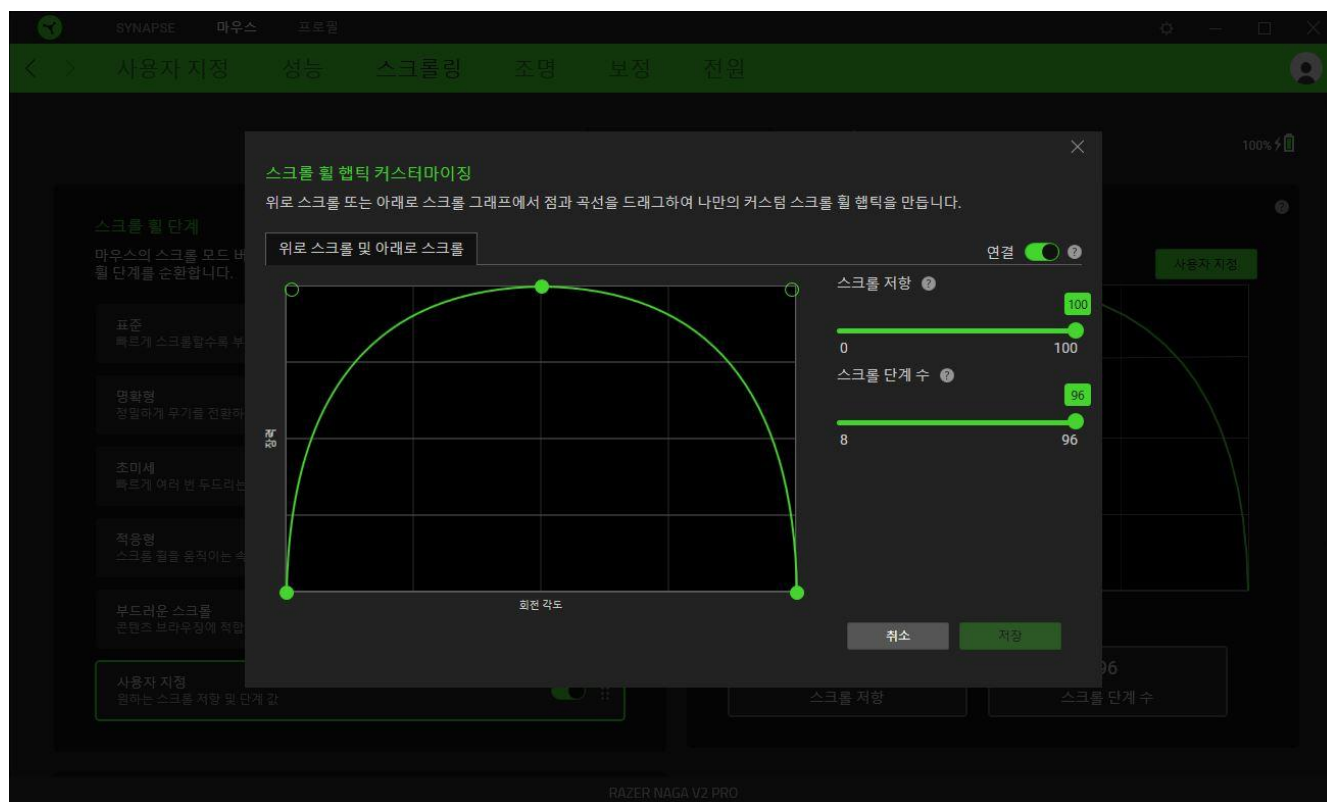 SYNAPSE 마우스 프로필
사용자 지정 성능 스크롤링 조명 보정 전원
100%
스크롤 휠 햅틱 커스터마이징
위로 스크롤 또는 아래로 스크롤 그래프에서 점과 곡선을 드래그하여 나만의 커스텀 스크롤 휠 햅틱을 만듭니다.
위로 스크롤 및 아래로 스크롤
연결
?
스크롤 저항 ?
100
0 100
스크롤 단계 수 ?
96
8 96
장력
회전 각도
취소 저장
스크롤 휠 단계
마우스의 스크롤 모드 버
휠 단계를 순환합니다.
표준
빠르게 스크롤할수록 부
명확형
정밀하게 무기를 전환하
초미세
빠르게 여러 번 두드리는
적응형
스크롤 휠을 움직이는 속
부드러운 스크롤
콘텐츠 브라우징에 적합
사용자 지정
원하는 스크롤 저항 및 단계 값
?
사용자 지정
스크롤 저항
96
스크롤 단계 수
RAZER NAGA V2 PRO